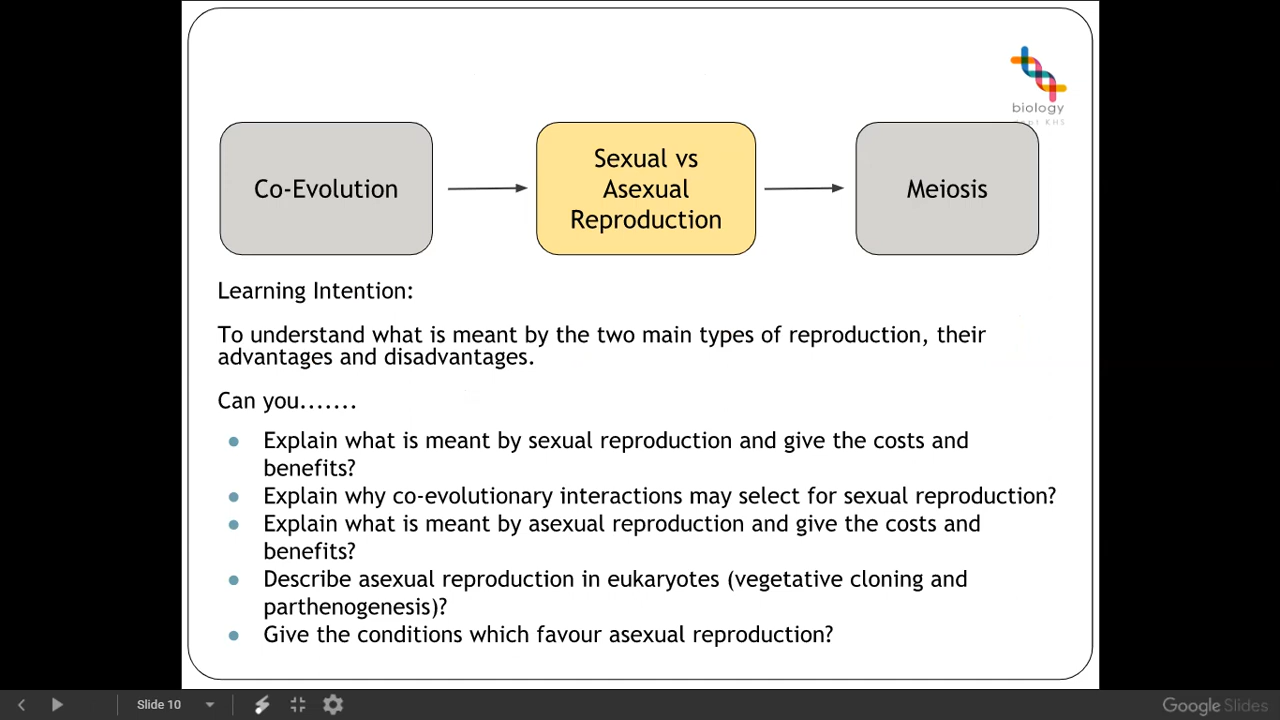 biology
Co-Evolution
Sexual vs
Asexual
Reproduction
Meiosis
Learning Intention:
To understand what is meant by the two main types of reproduction, their
advantages and disadvantages.
Can you.......
● Explain what is meant by sexual reproduction and give the costs and
benefits?
● Explain why co-evolutionary interactions may select for sexual reproduction?
● Explain what is meant by asexual reproduction and give the costs and
benefits?
● Describe asexual reproduction in eukaryotes (vegetative cloning and
parthenogenesis)?
● Give the conditions which favour asexual reproduction?
Slide 10
Google Slides